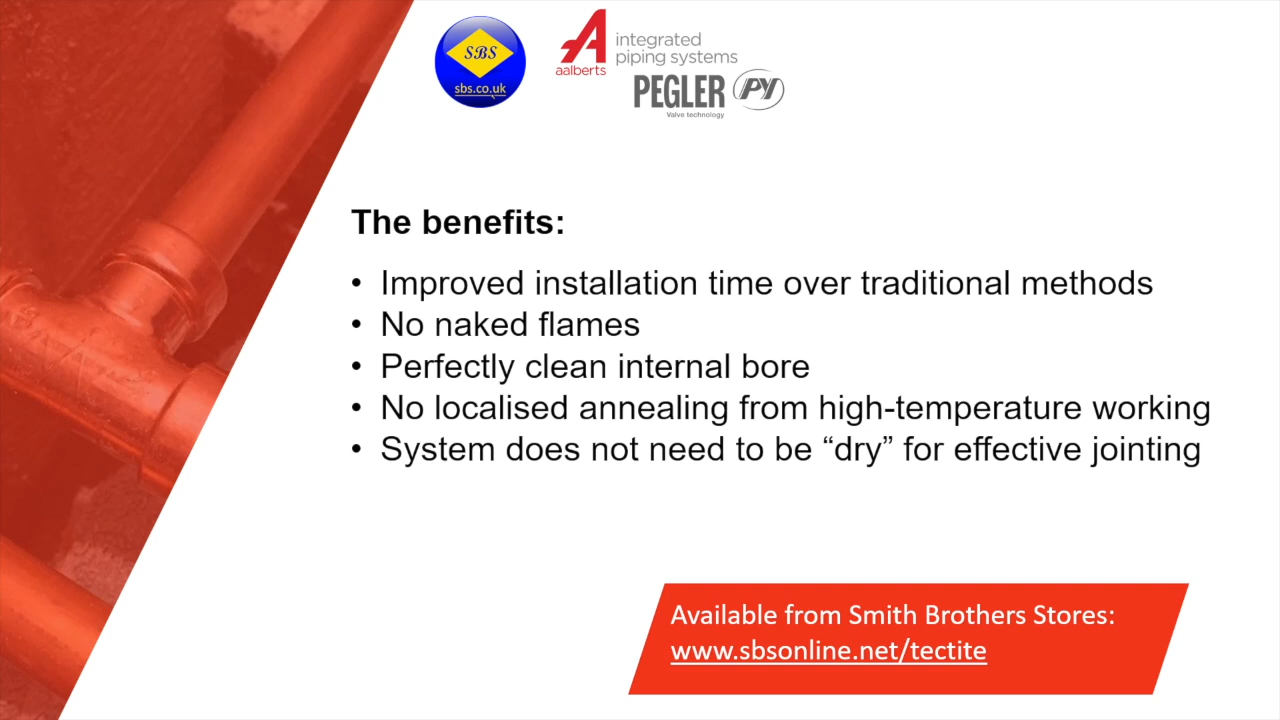 SBS
sbs.co.uk
aalberts
integrated
piping systems
PEGLER
PY
Valve technology
The benefits:
• Improved installation time over traditional methods
• No naked flames
• Perfectly clean internal bore
• No localised annealing from high-temperature working
• System does not need to be “dry” for effective jointing
Available from Smith Brothers Stores:
www.sbsonline.net/tectite